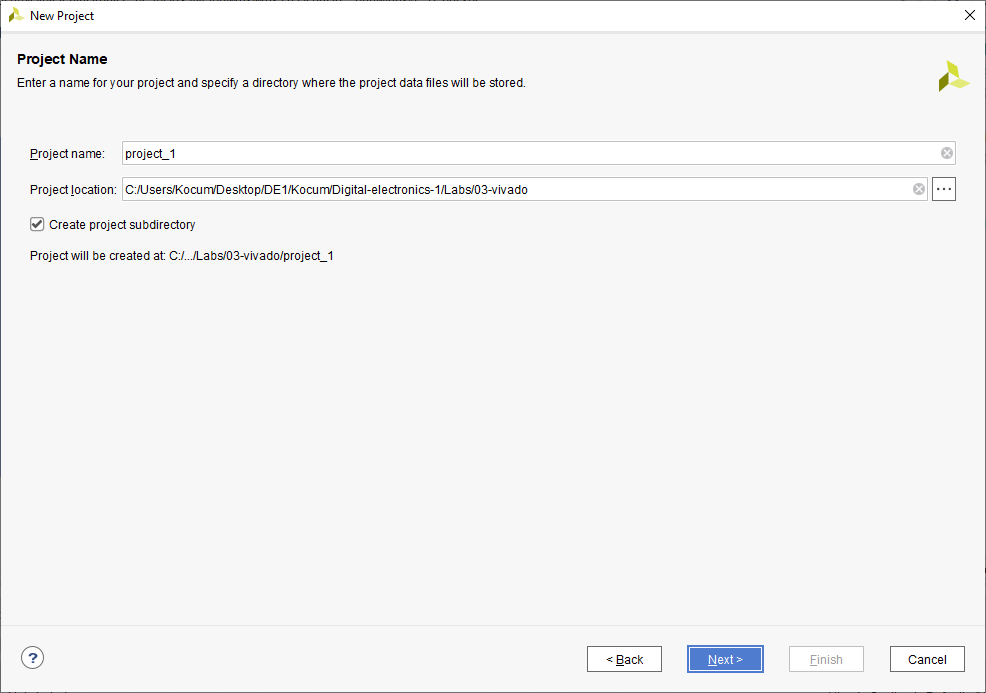 New Project
Project Name
Enter a name for your project and specify a directory where the project data files will be stored.
Project name: project_1
Project location: C:/Users/Kocum/Desktop/DE1/Kocum/Digital-electronics-1/Labs/03-vivado ...
Create project subdirectory
Project will be created at: C:/.../Labs/03-vivado/project_1
? < Back Next > Finish Cancel